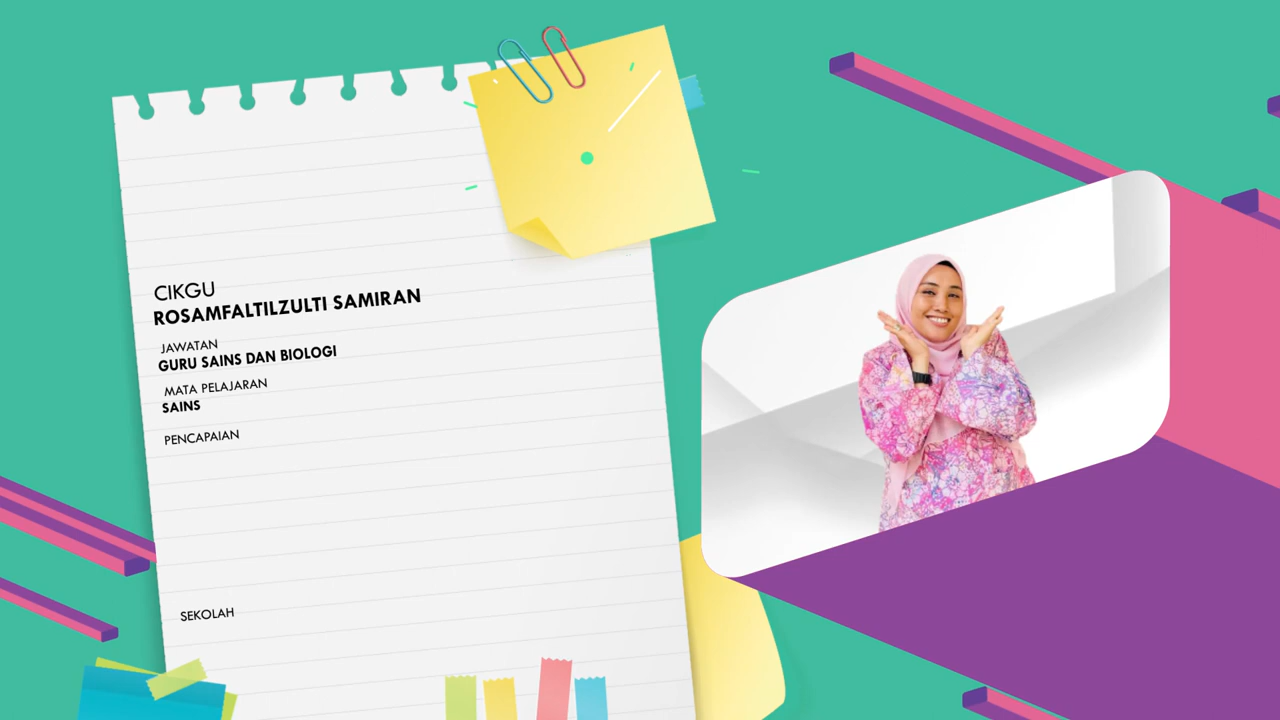 CIKGU
ROSAMFALTILZULTI SAMIRAN
JAWATAN
GURU SAINS DAN BIOLOGI
MATA PELAJARAN
SAINS
PENCAPAIAN
SEKOLAH